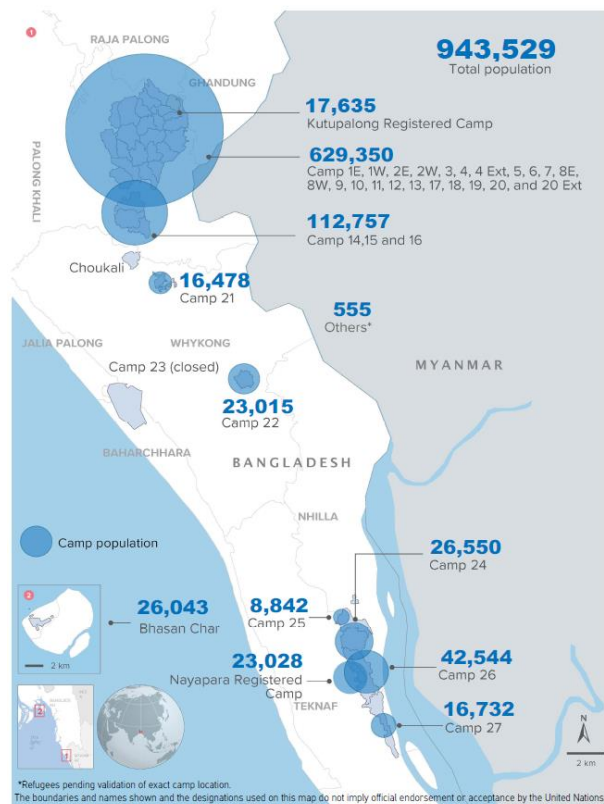 1
RAJA PALONG
943,529
Total population
GHANDUNG
17,635
Kutupalong Registered Camp
PALONG KHALI
629,350
Camp 1E, 1W, 2E, 2W, 3, 4, 4 Ext, 5, 6, 7, 8E,
8W, 9, 10, 11, 12, 13, 17, 18, 19, 20, and 20 Ext
112,757
Camp 14,15 and 16
Choukali
16,478
Camp 21
555
Others*
JALIA PALONG
WHYKONG
MYANMAR
Camp 23 (closed)
23,015
Camp 22
BAHARCHHARA
BANGLADESH
NHILLA
Camp population
26,550
Camp 24
2
26,043
Bhasan Char
2 km
8,842
Camp 25
23,028
Nayapara Registered
Camp
42,544
Camp 26
TEKNAF
16,732
Camp 27
2
1
N
2 km
*Refugees pending validation of exact camp location.
The boundaries and names shown and the designations used on this map do not imply official endorsement or acceptance by the United Nations